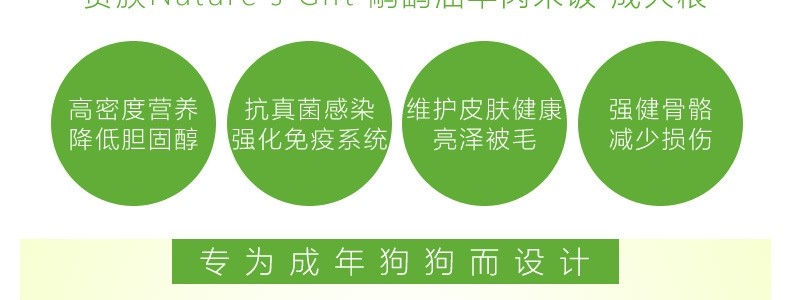 Nature's Gift
高密度营养
降低胆固醇
抗真菌感染
强化免疫系统
维护皮肤健康
亮泽被毛
强健骨骼
减少损伤
专为成年狗狗而设计